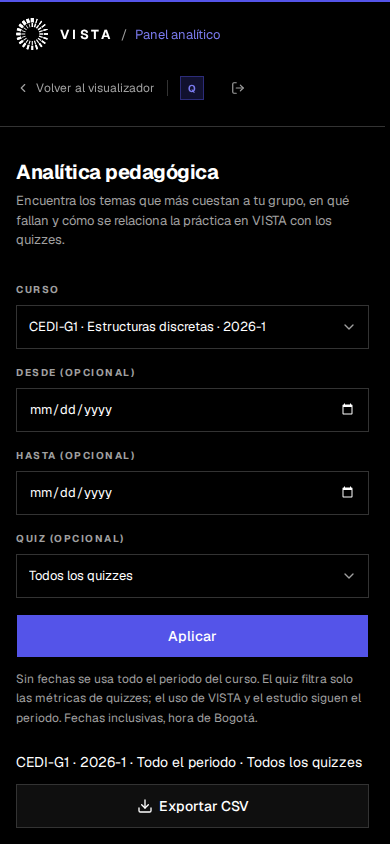 VISTA / Panel analítico
Volver al visualizador Q
Analítica pedagógica
Encuentra los temas que más cuestan a tu grupo, en qué
fallan y cómo se relaciona la práctica en VISTA con los
quizzes.
CURSO
CEDI-G1 · Estructuras discretas · 2026-1
DESDE (OPCIONAL)
mm/dd/yyyy
HASTA (OPCIONAL)
mm/dd/yyyy
QUIZ (OPCIONAL)
Todos los quizzes
Aplicar
Sin fechas se usa todo el periodo del curso. El quiz filtra solo
las métricas de quizzes; el uso de VISTA y el estudio siguen el
periodo. Fechas inclusivas, hora de Bogotá.
CEDI-G1 · 2026-1 · Todo el periodo · Todos los quizzes
Exportar CSV